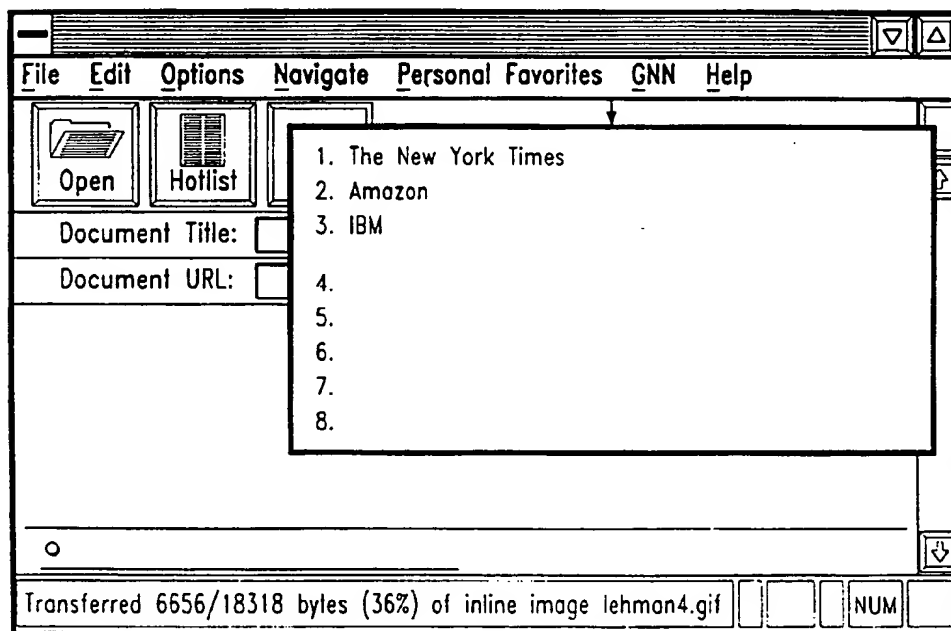 File Edit Options Navigate Personal Favorites GNN Help
Open Hotlist
1. The New York Times
2. Amazon
3. IBM
4.
5.
6.
7.
8.
Document Title:
Document URL:
Transferred 6656/18318 bytes (36%) of inline image lehman4.gif NUM